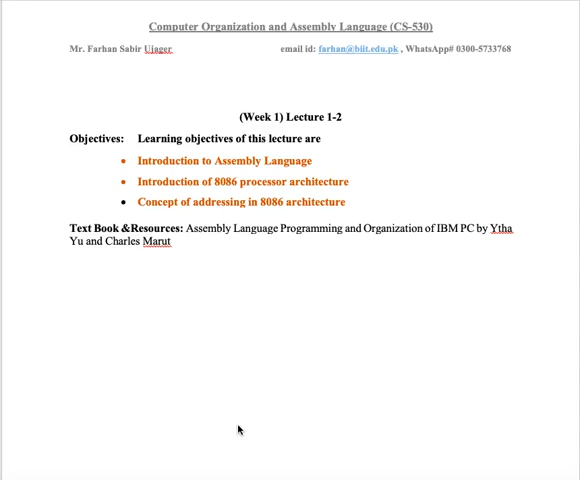 Computer Organization and Assembly Language (CS-530)
Mr. Farhan Sabir Ujager email id: farhan@biit.edu.pk , WhatsApp# 0300-5733768
(Week 1) Lecture 1-2
Objectives: Learning objectives of this lecture are
• Introduction to Assembly Language
• Introduction of 8086 processor architecture
• Concept of addressing in 8086 architecture
Text Book &Resources: Assembly Language Programming and Organization of IBM PC by Ytha
Yu and Charles Marut